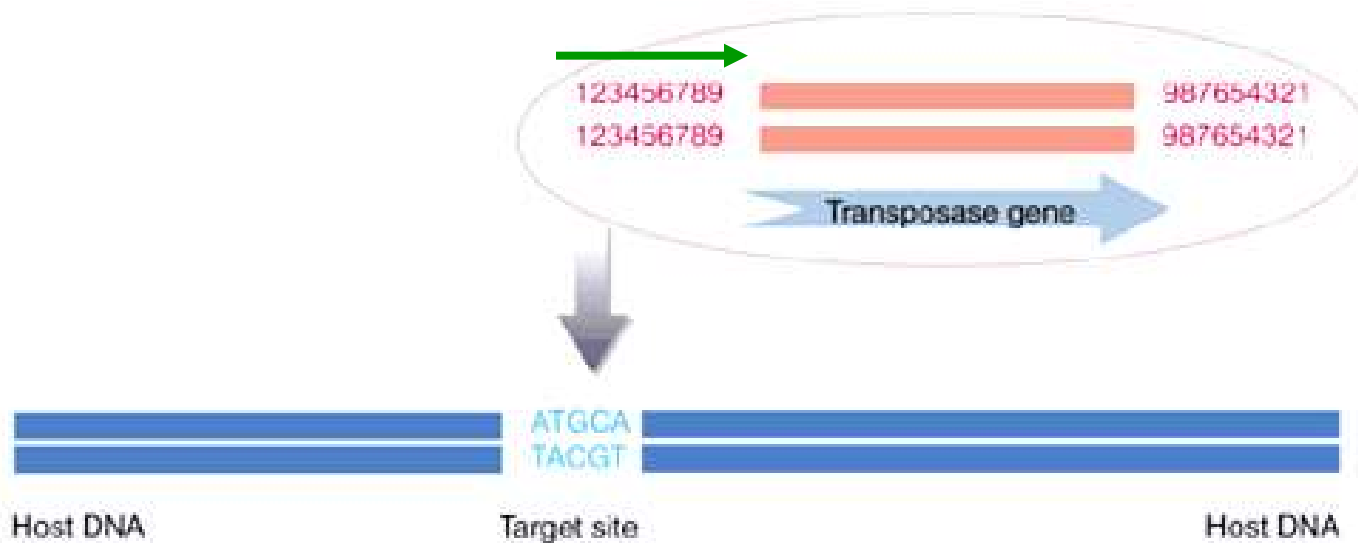 123456789 987654321
123456789 987654321
Transposase gene
ATGCA
TACGT
Host DNA Target site Host DNA